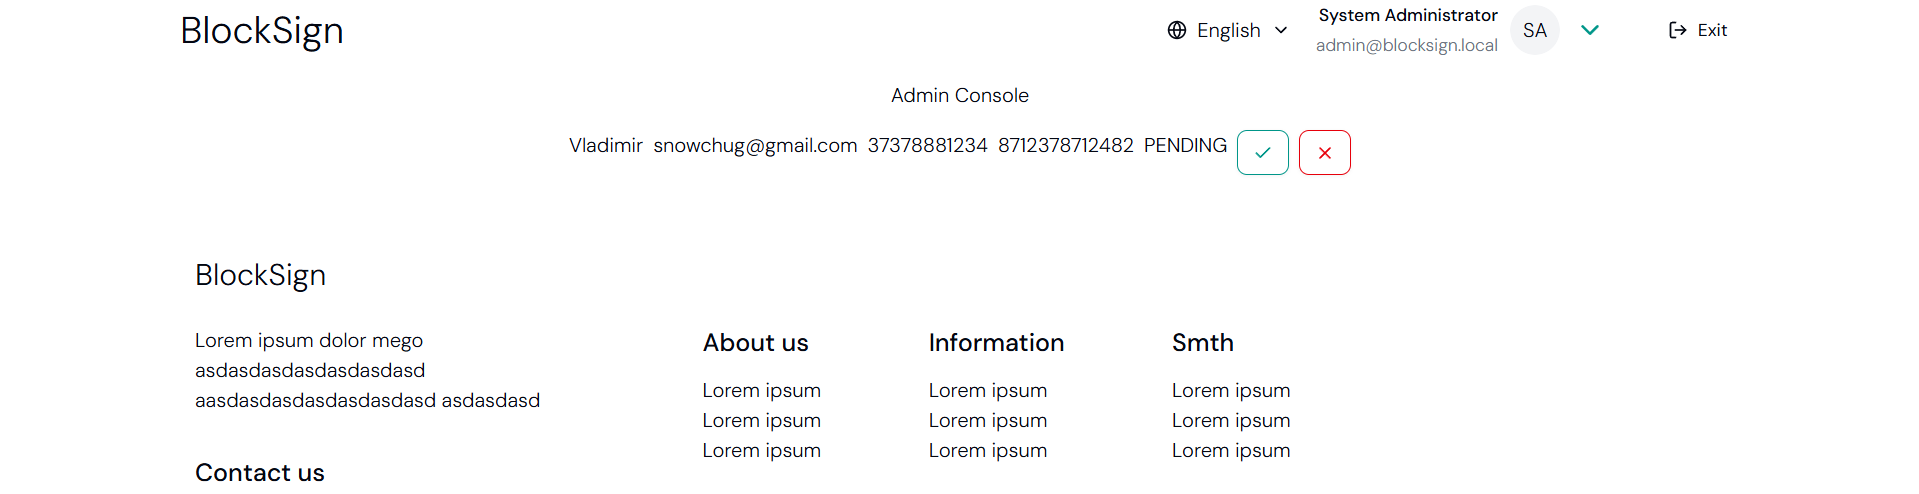 BlockSign
English
System Administrator
admin@blocksign.local
SA
Exit
Admin Console
Vladimir snowchug@gmail.com 37378881234 8712378712482 PENDING
BlockSign
Lorem ipsum dolor mego
asdasdasdasdasdasdasd
aasdasdasdasdasdasdasd asdasdasd
Contact us
About us
Lorem ipsum
Lorem ipsum
Lorem ipsum
Information
Lorem ipsum
Lorem ipsum
Lorem ipsum
Smth
Lorem ipsum
Lorem ipsum
Lorem ipsum